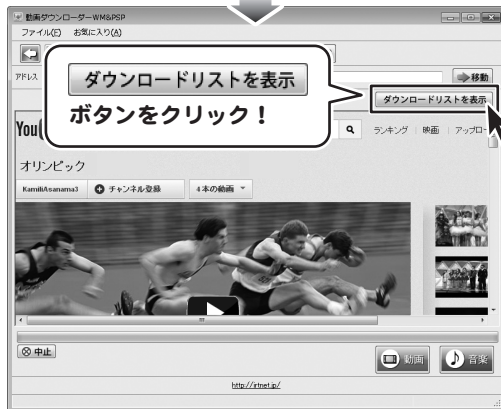 動画ダウンローダーWM&PSP
ファイル(F) お気に入り(A)
アドレス
移動
ダウンロードリストを表示
ボタンをクリック！
ダウンロードリストを表示
You
ランキング 映画 アップロー
オリンピック
KamiliAsanama3 チャンネル登録 4本の動画
中止
動画 音楽
http://irtnet.jp/